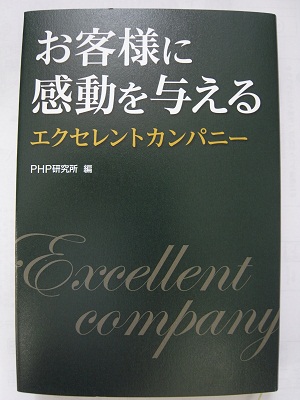 お客様に
感動を与える
エクセレントカンパニー
PHP研究所 編
Excellent
company